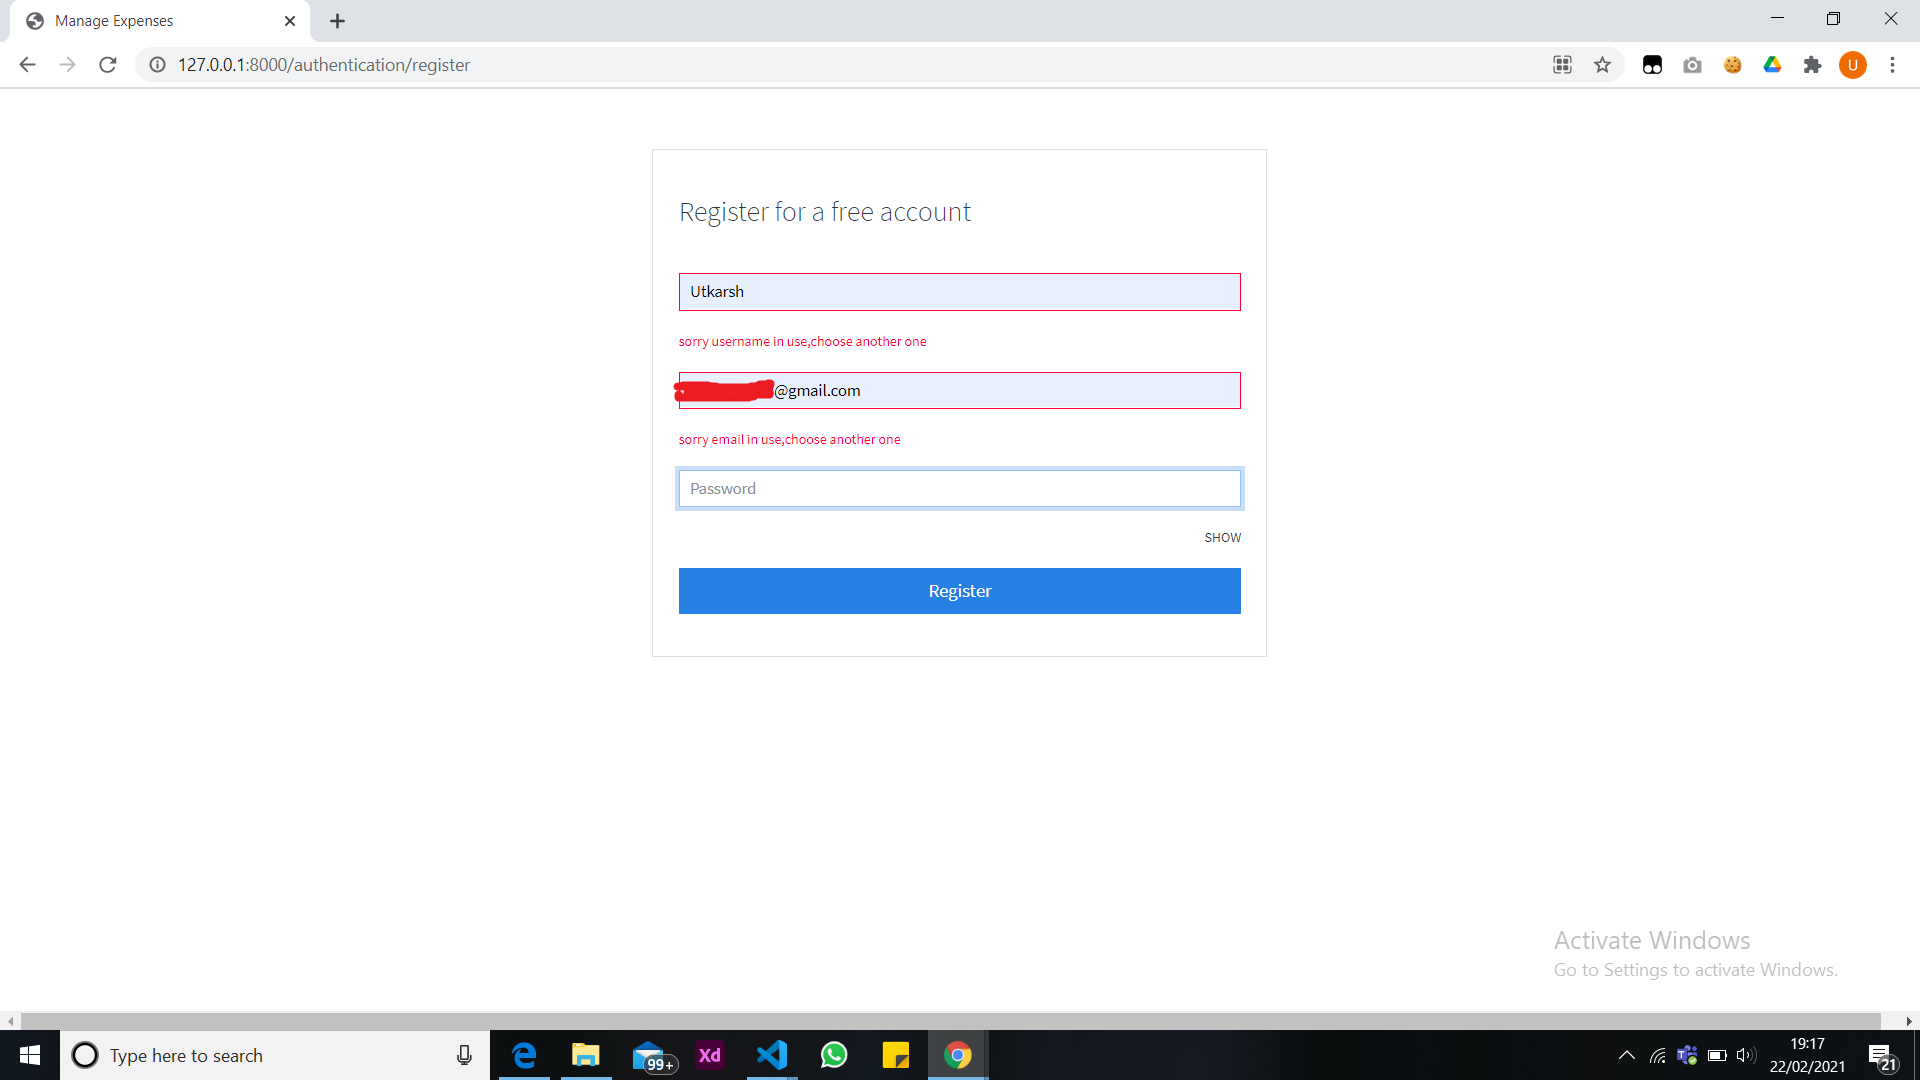 Manage Expenses
127.0.0.1:8000/authentication/register
U
Register for a free account
Utkarsh
sorry username in use,choose another one
@gmail.com
sorry email in use,choose another one
Password
SHOW
Register
Activate Windows
Go to Settings to activate Windows.
Type here to search
99+
Xd
19:17
22/02/2021
21